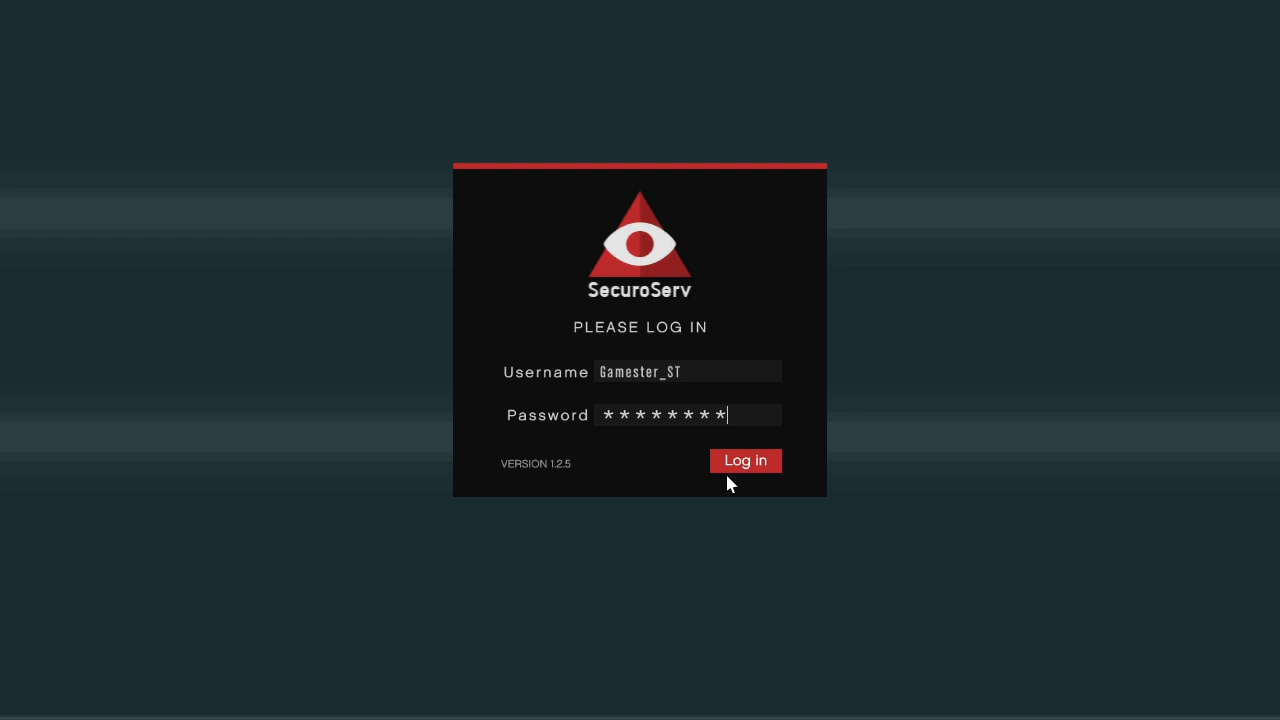 SecuroServ
PLEASE LOG IN
Username Gamester_ST
Password ********
VERSION 1.2.5 Log in